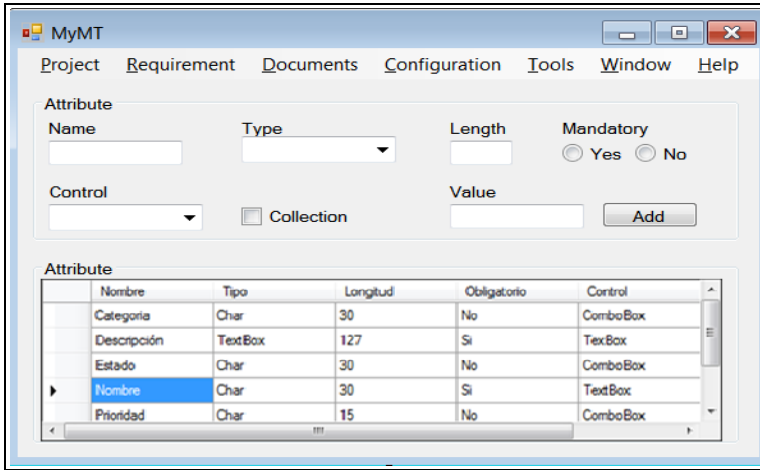 MyMT
Project Requirement Documents Configuration Tools Window Help
Attribute
Name Type Length Mandatory
Yes No
Control Value
Collection Add
Attribute
Nombre Tipo Longitud Obligatorio Control
Categoria Char 30 No ComboBox
Descripción TextBox 127 Si TexBox
Estado Char 30 No ComboBox
Nombre Char 30 Si TextBox
Prioridad Char 15 No ComboBox